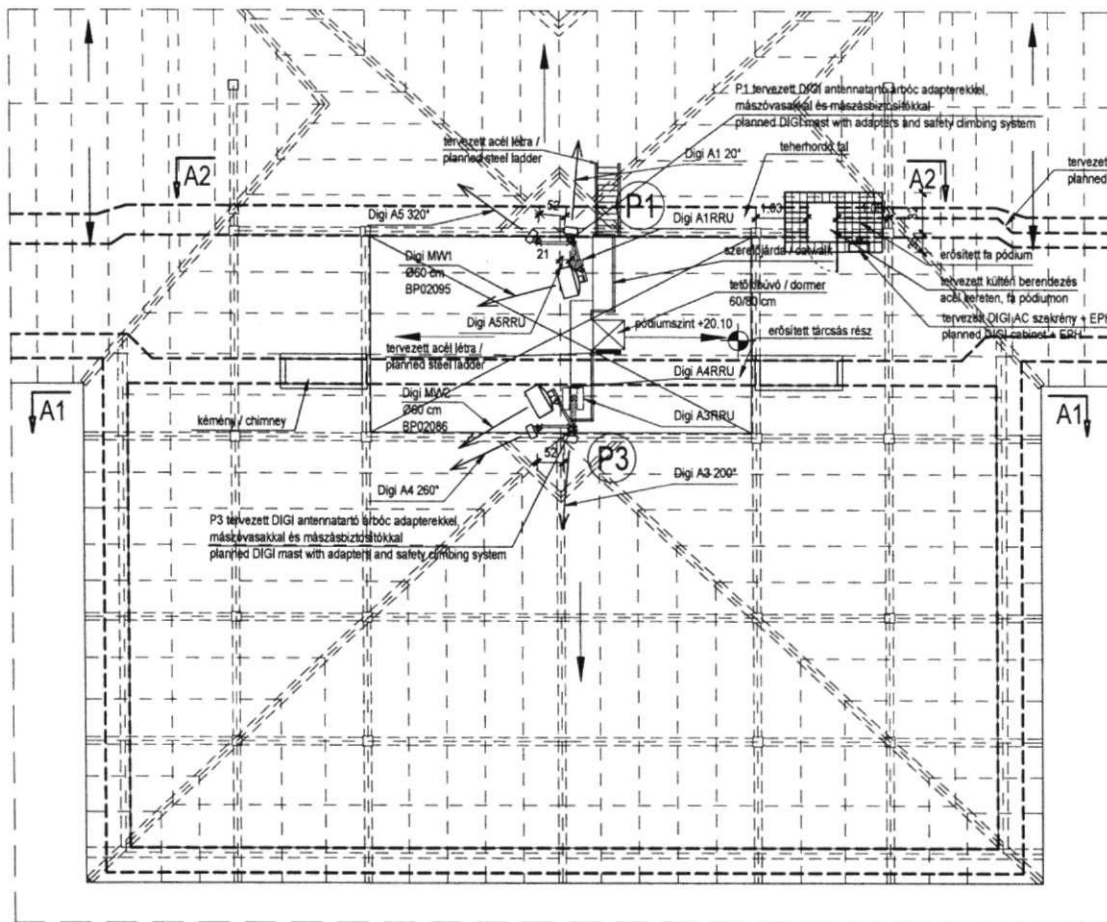 P1 tervezett DIGI antennatartó árbóc adapterekkel,
mászóvasakkal és mászásbiztosítókkal
planned DIGI mast with adapters and safety climbing system
tervezett acél létra /
planned steel ladder
Digi A1 20°
teherhordó fal
A2
A2
tervezett
planned
Digi A5 320°
52
P1
Digi A1RRU
1.83
21
szerelőjárda / catwalk
erősített fa pódium
Digi MW1
Ø60 cm
BP02095
tetőkibúvó / dormer
60/80 cm
tervezett kültéri berendezés
acél kereten, fa pódiumon
Digi A5RRU
pódiumszint +20.10
erősített tárcsás rész
tervezett DIGI AC szekrény + EPH
planned DIGI cabinet + EPH
tervezett acél létra /
planned steel ladder
Digi A4RRU
Digi MW2
Ø60 cm
BP02086
Digi A3RRU
A1
A1
kémény / chimney
52
P3
Digi A4 260°
Digi A3 200°
P3 tervezett DIGI antennatartó árbóc adapterekkel,
mászóvasakkal és mászásbiztosítókkal
planned DIGI mast with adapters and safety climbing system